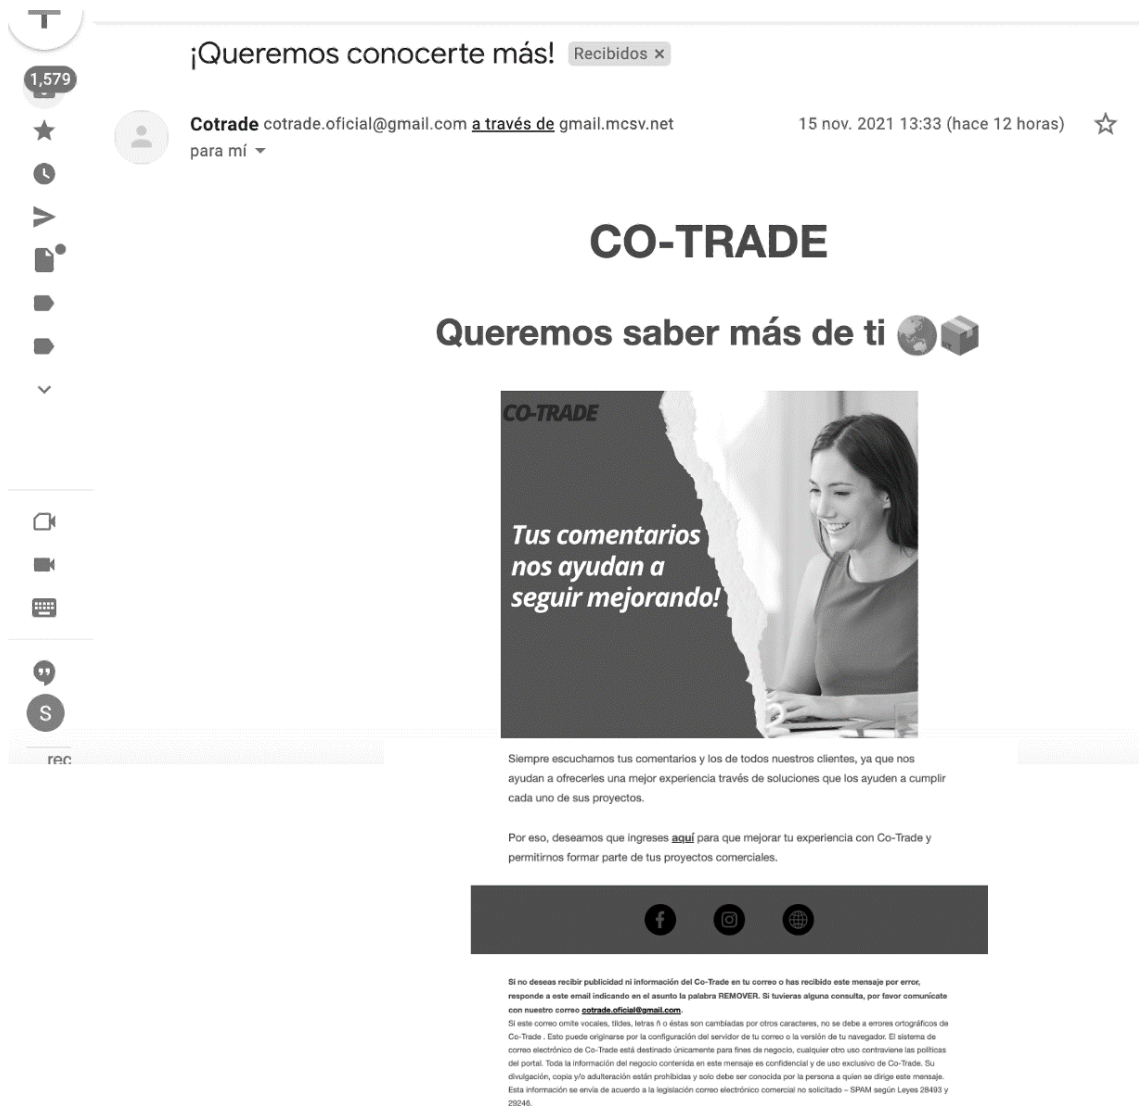 ¡Queremos conocerte más! Recibidos ×
1,579
Cotrade cotrade.oficial@gmail.com a través de gmail.mcsv.net 15 nov. 2021 13:33 (hace 12 horas)
para mí
CO-TRADE
Queremos saber más de ti
CO-TRADE
Tus comentarios
nos ayudan a
seguir mejorando!
S
rec
Siempre escuchamos tus comentarios y los de todos nuestros clientes, ya que nos
ayudan a ofrecerles una mejor experiencia través de soluciones que los ayuden a cumplir
cada uno de sus proyectos.
Por eso, deseamos que ingreses aquí para que mejorar tu experiencia con Co-Trade y
permitirnos formar parte de tus proyectos comerciales.
Si no deseas recibir publicidad ni información del Co-Trade en tu correo o has recibido este mensaje por error,
responde a este email indicando en el asunto la palabra REMOVER. Si tuvieras alguna consulta, por favor comunícate
con nuestro correo cotrade.oficial@gmail.com.
Si este correo omite vocales, tildes, letras ñ o éstas son cambiadas por otros caracteres, no se debe a errores ortográficos de
Co-Trade . Esto puede originarse por la configuración del servidor de tu correo o la versión de tu navegador. El sistema de
correo electrónico de Co-Trade está destinado únicamente para fines de negocio, cualquier otro uso contraviene las políticas
del portal. Toda la información del negocio contenida en este mensaje es confidencial y de uso exclusivo de Co-Trade. Su
divulgación, copia y/o adulteración están prohibidas y solo debe ser conocida por la persona a quien se dirige este mensaje.
Esta información se envía de acuerdo a la legislación correo electrónico comercial no solicitado – SPAM según Leyes 28493 y
29246.